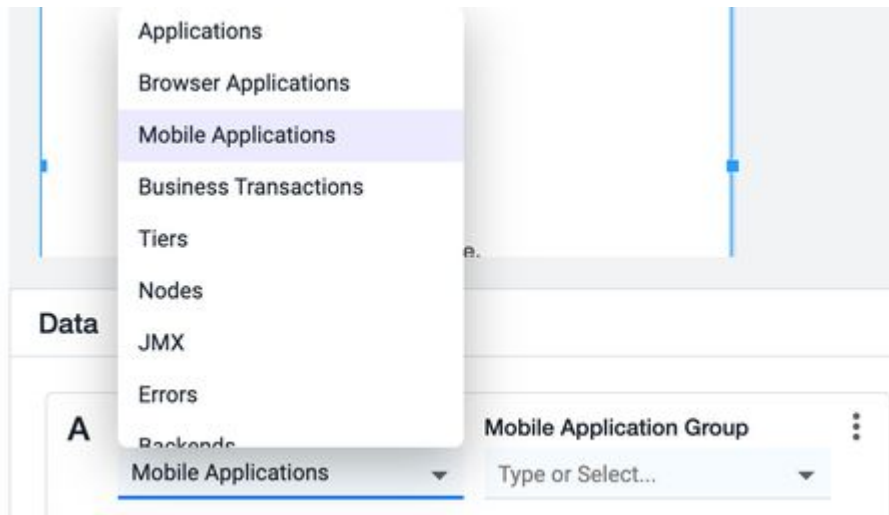 Applications
Browser Applications
Mobile Applications
Business Transactions
Tiers
e.
Nodes
Data
JMX
Errors
A
Backends
Mobile Application Group
Mobile Applications
Type or Select...